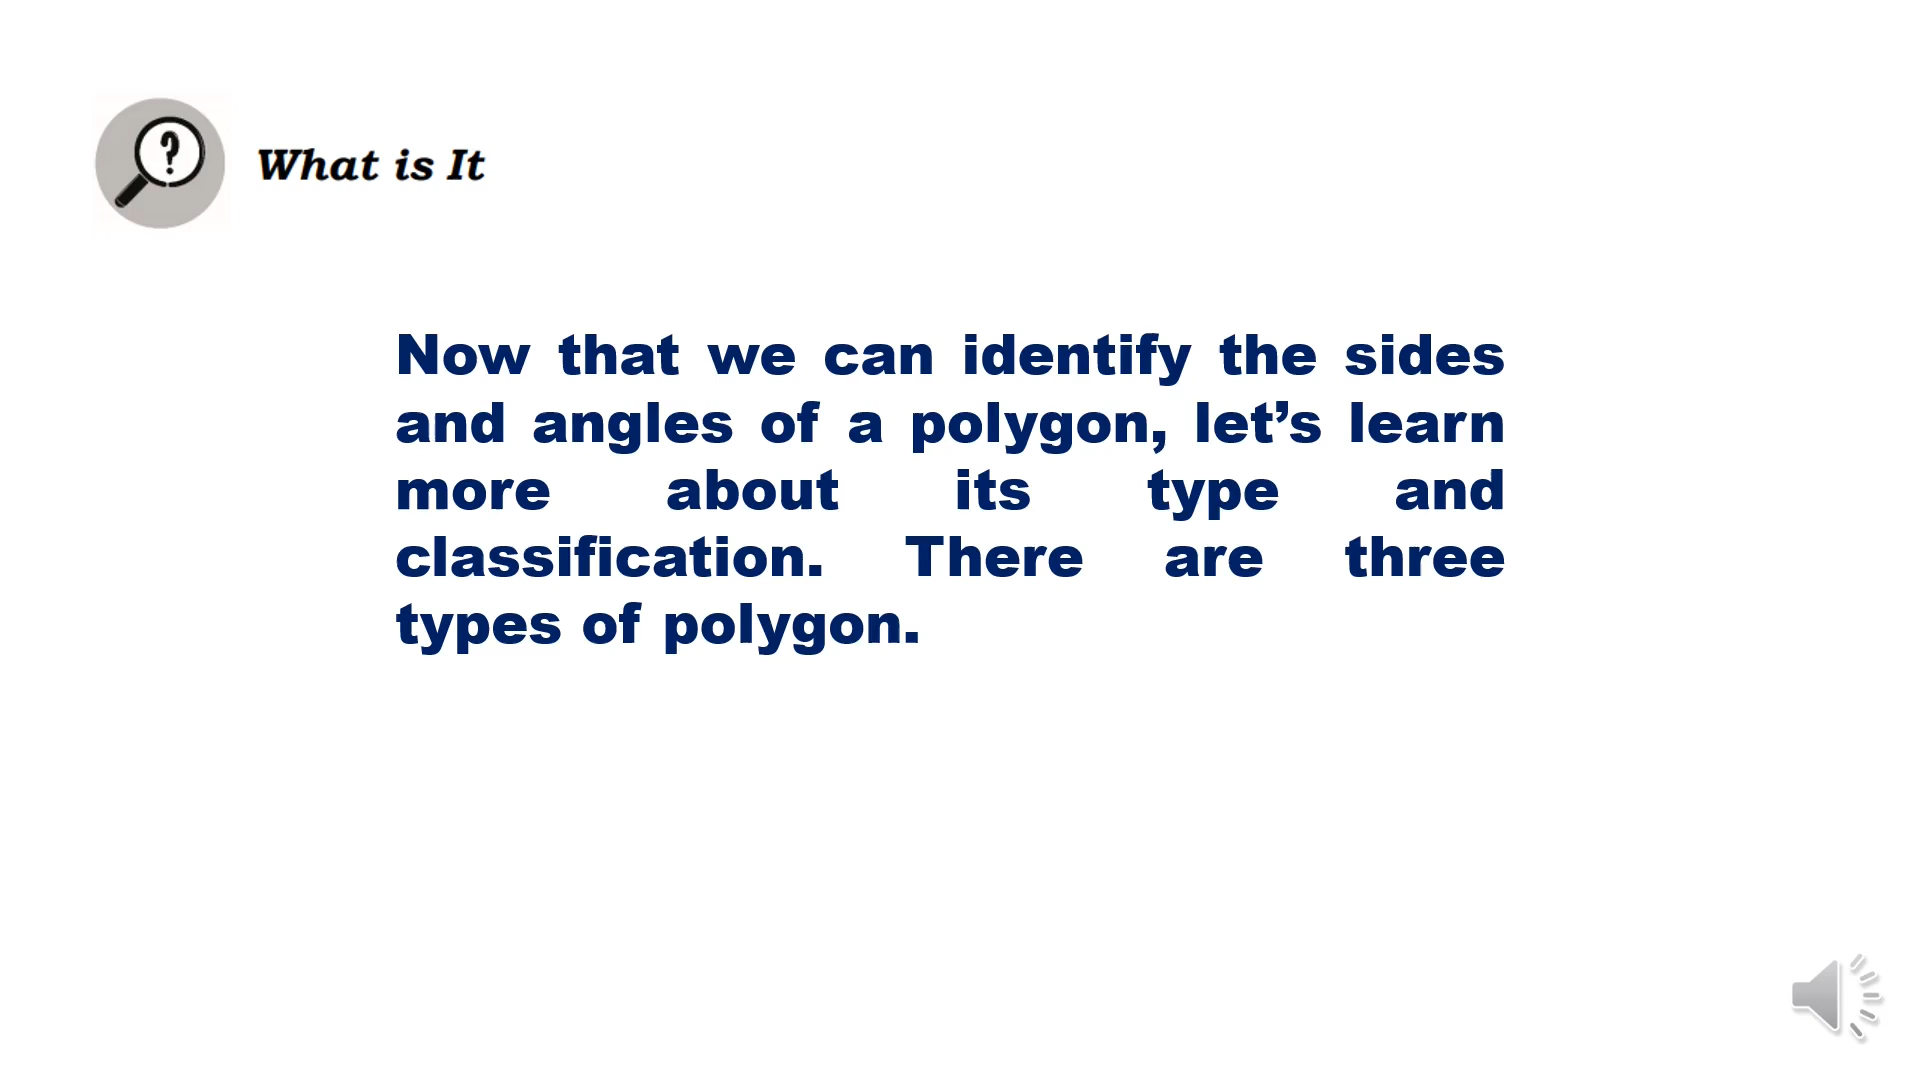 ?
What is It
Now that we can identify the sides
and angles of a polygon, let’s learn
more about its type and
classification. There are three
types of polygon.